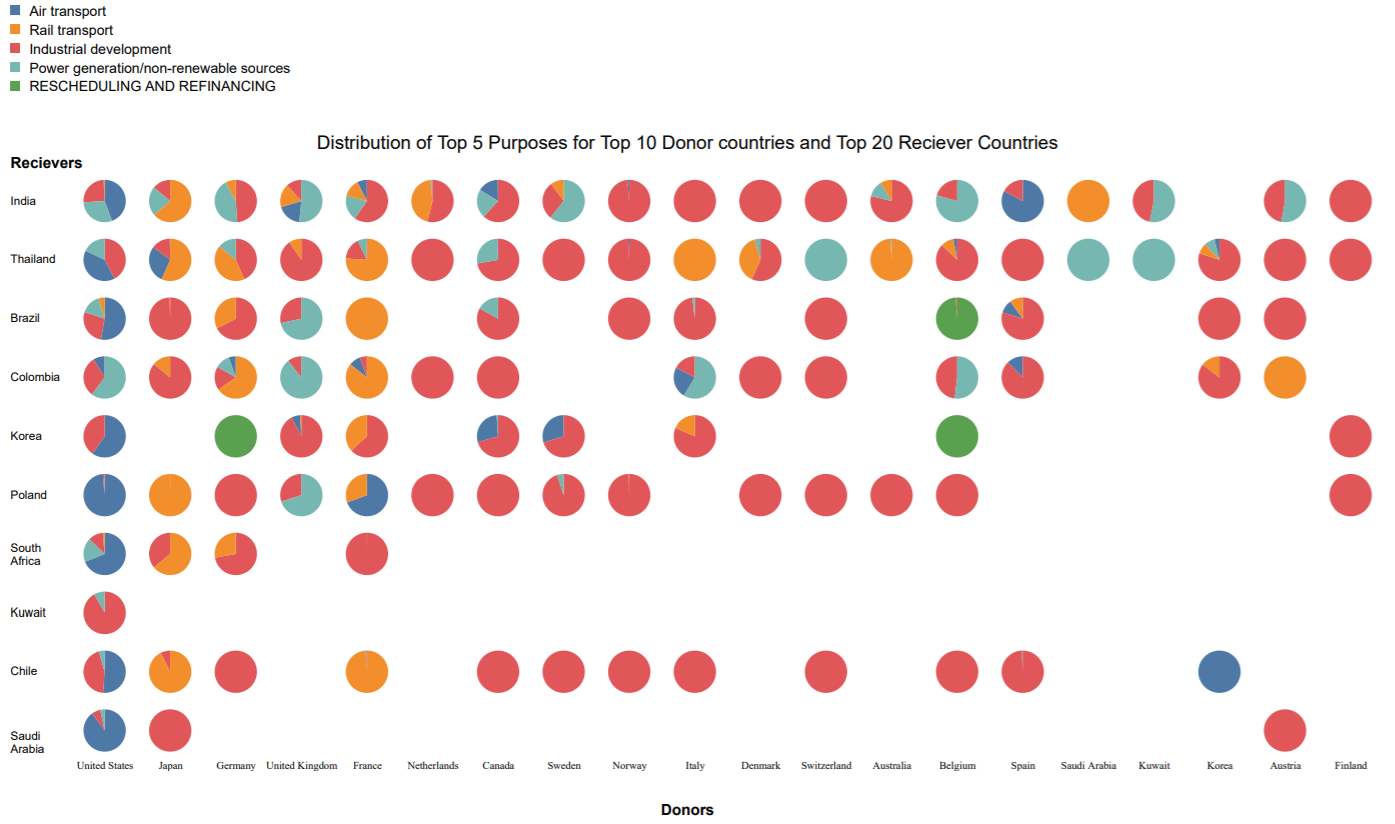 Air transport
Rail transport
Industrial development
Power generation/non-renewable sources
RESCHEDULING AND REFINANCING
Distribution of Top 5 Purposes for Top 10 Donor countries and Top 20 Reciever Countries
Recievers
India
Thailand
Brazil
Colombia
Korea
Poland
South
Africa
Kuwait
Chile
Saudi
Arabia
United States Japan Germany United Kingdom France Netherlands Canada Sweden Norway Italy Denmark Switzerland Australia Belgium Spain Saudi Arabia Kuwait Korea Austria Finland
Donors